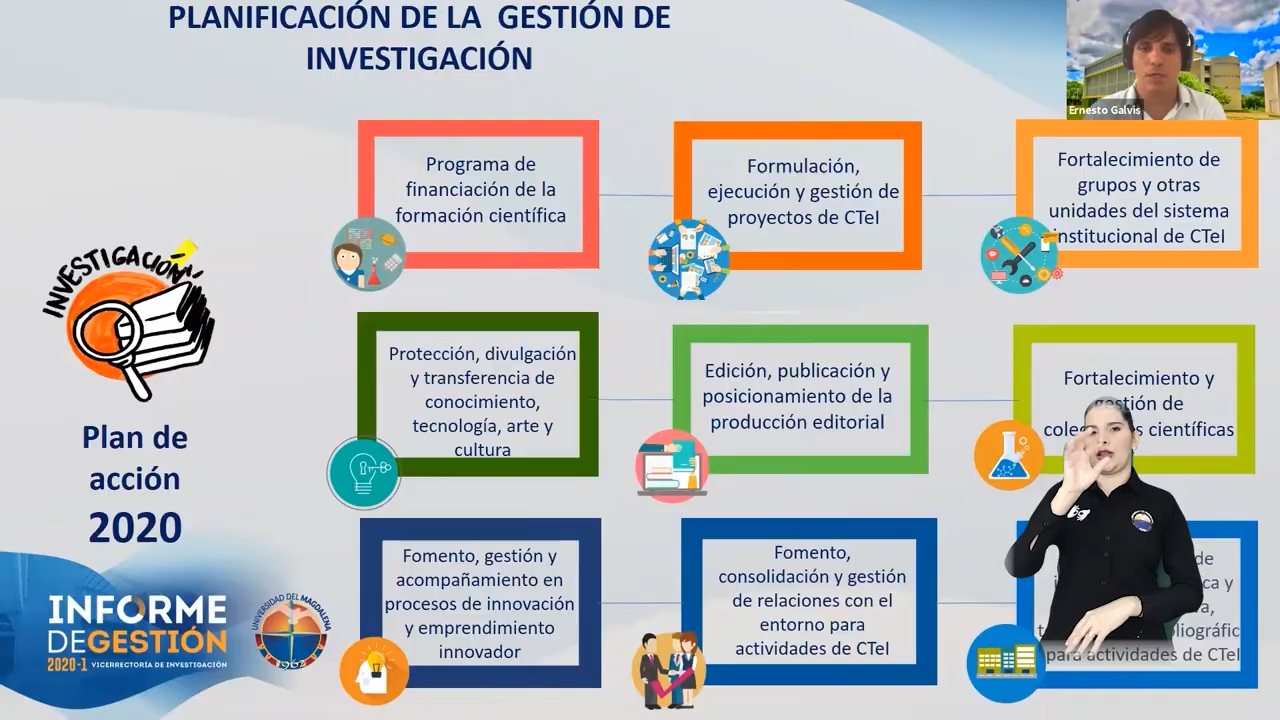 PLANIFICACIÓN DE LA GESTIÓN DE
INVESTIGACIÓN
Ernesto Galvis
Programa de
financiación de la
formación científica
Formulación,
ejecución y gestión de
proyectos de CTeI
Fortalecimiento de
grupos y otras
unidades del sistema
institucional de CTeI
INVESTIGACIÓN
Plan de
acción
2020
Protección, divulgación
y transferencia de
conocimiento,
tecnología, arte y
cultura
Edición, publicación y
posicionamiento de la
producción editorial
Fortalecimiento y
gestión de
científicas
Fomento, gestión y
acompañamiento en
procesos de innovación
y emprendimiento
innovador
Fomento,
consolidación y gestión
de relaciones con el
entorno para
actividades de CTeI
de
y
para actividades de CTeI
INFORME
DEGESTIÓN
2020-1 VICERRECTORÍA DE INVESTIGACIÓN
UNIVERSIDAD DEL MAGDALENA
1962